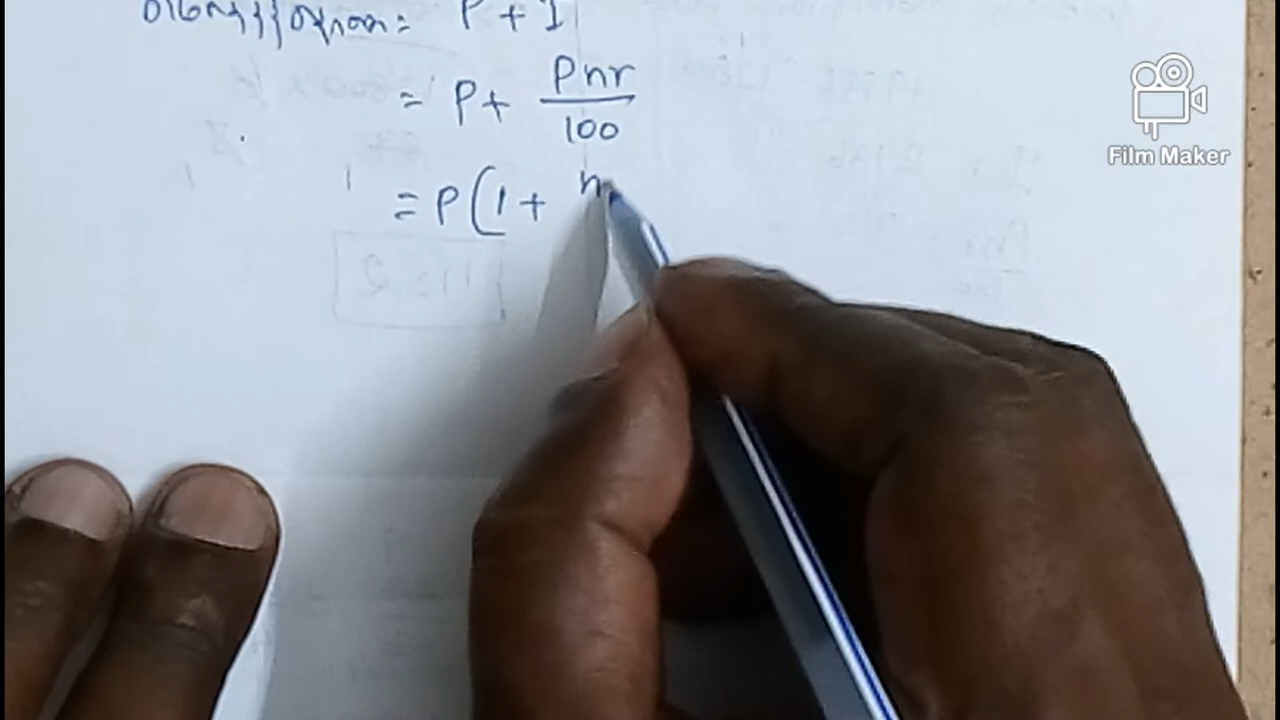 = P + I
= P + Pnr/100
= P(1 + n
Film Maker